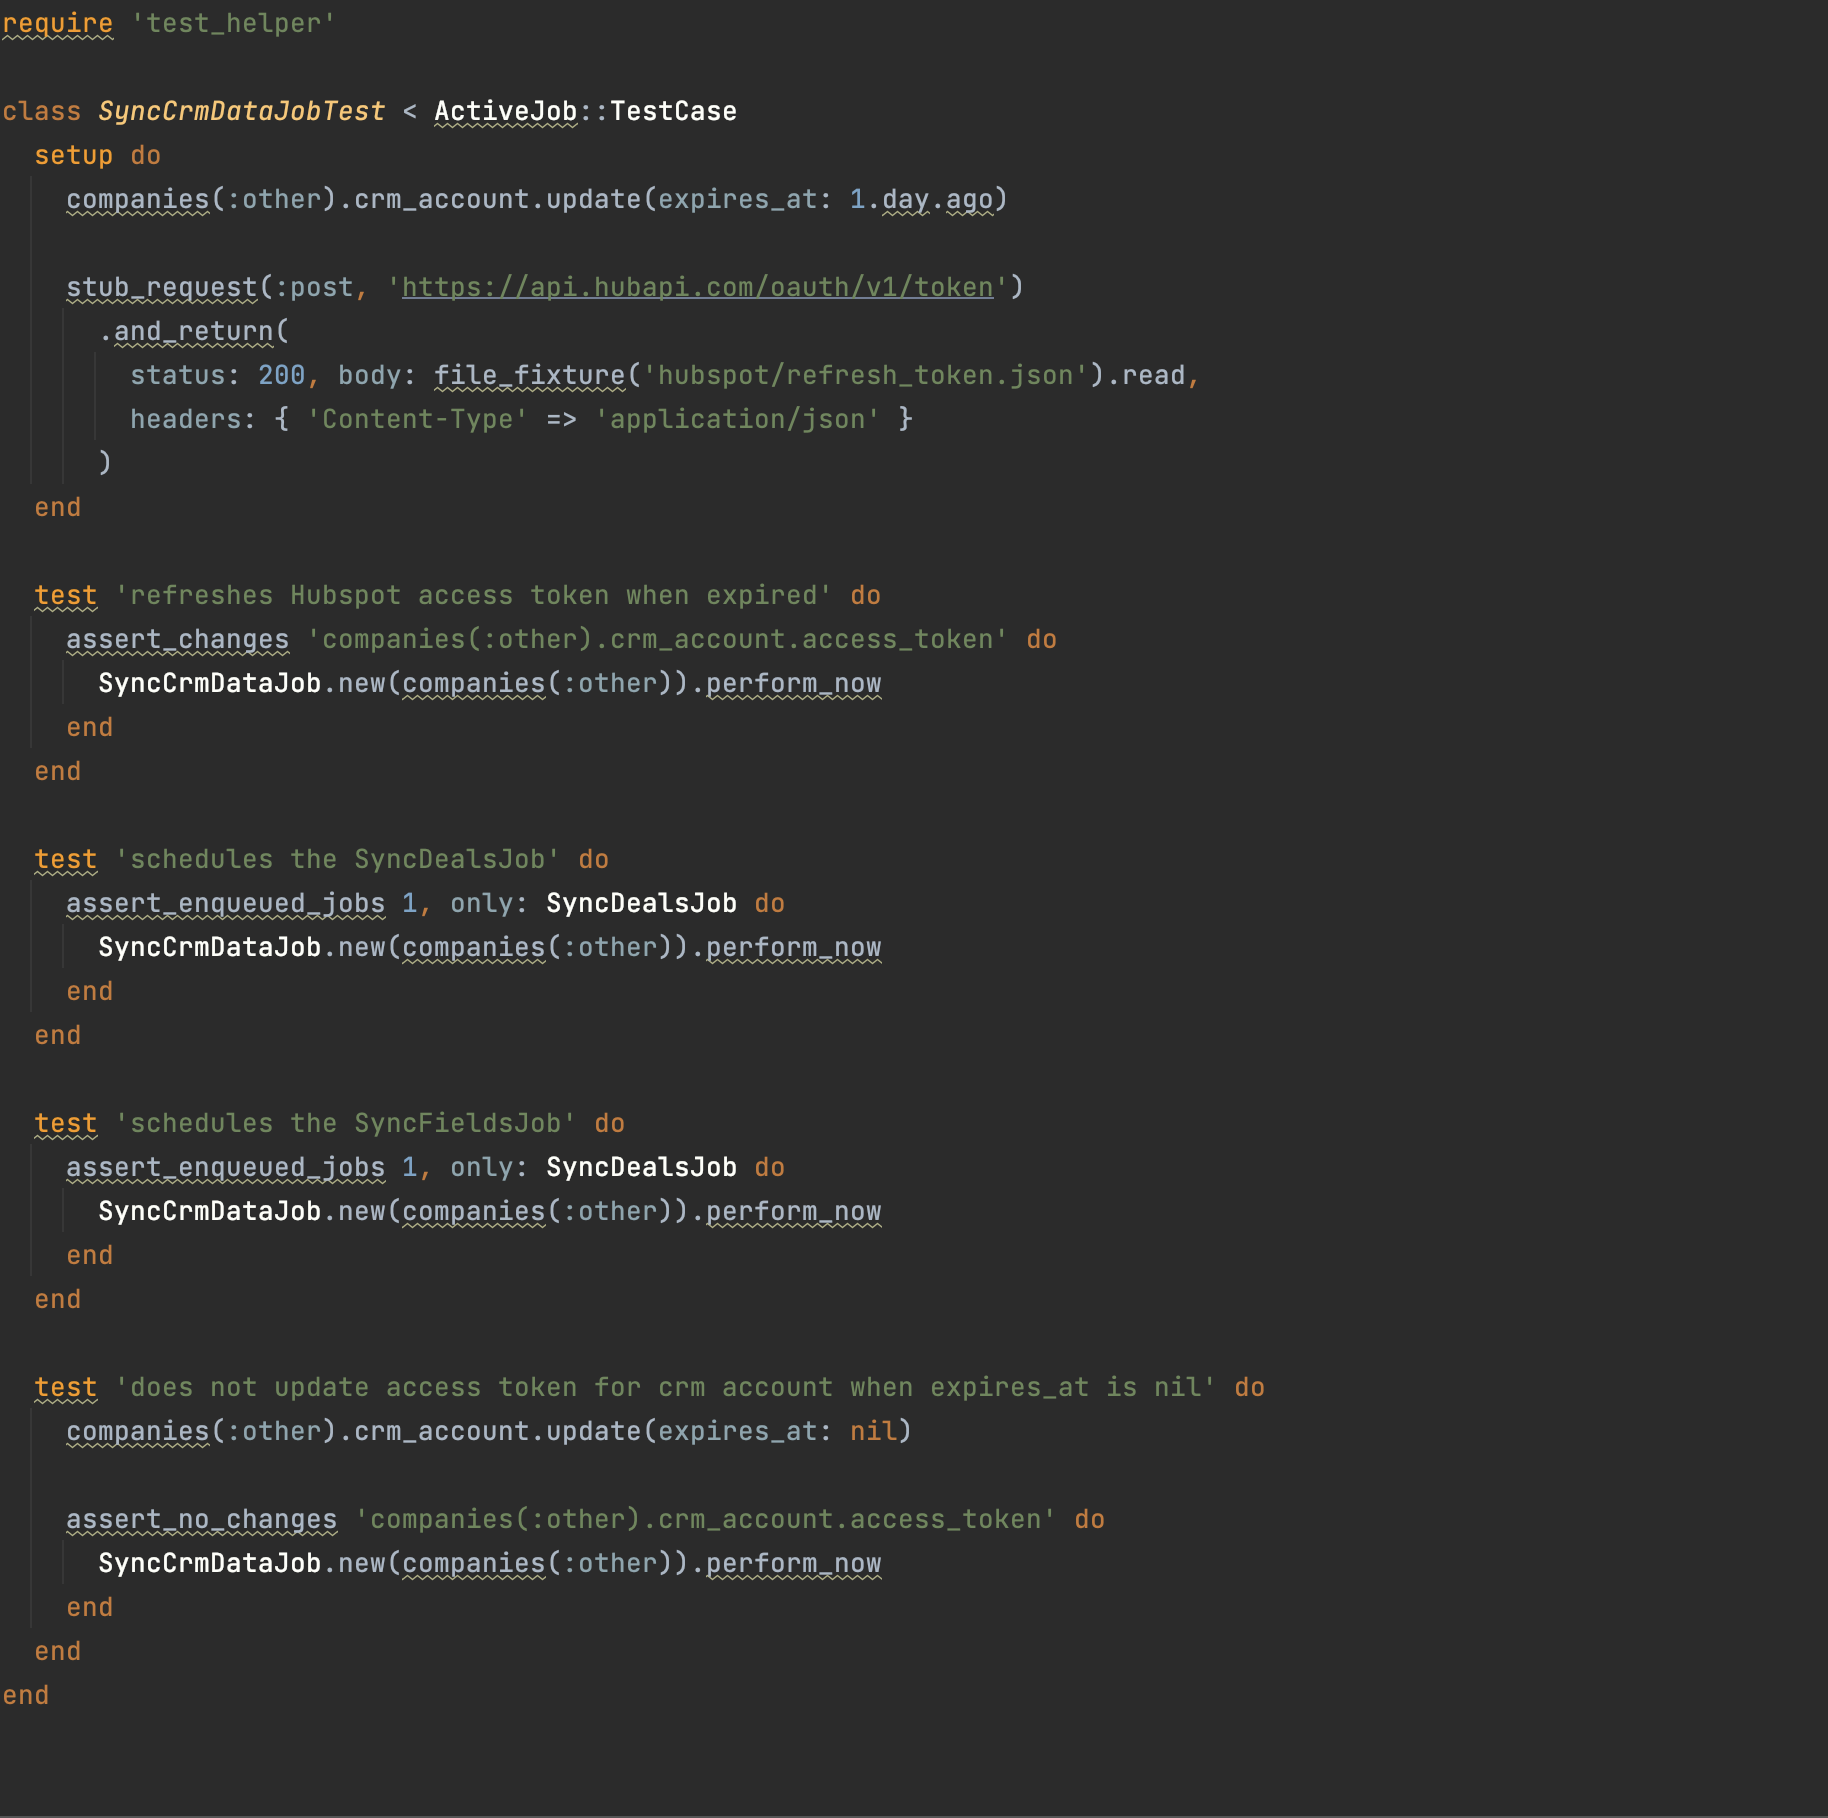 require 'test_helper'
class SyncCrmDataJobTest < ActiveJob::TestCase
setup do
companies(:other).crm_account.update(expires_at: 1.day.ago)
stub_request(:post, 'https://api.hubapi.com/oauth/v1/token')
.and_return(
status: 200, body: file_fixture('hubspot/refresh_token.json').read,
headers: { 'Content-Type' => 'application/json' }
)
end
test 'refreshes Hubspot access token when expired' do
assert_changes 'companies(:other).crm_account.access_token' do
SyncCrmDataJob.new(companies(:other)).perform_now
end
end
test 'schedules the SyncDealsJob' do
assert_enqueued_jobs 1, only: SyncDealsJob do
SyncCrmDataJob.new(companies(:other)).perform_now
end
end
test 'schedules the SyncFieldsJob' do
assert_enqueued_jobs 1, only: SyncDealsJob do
SyncCrmDataJob.new(companies(:other)).perform_now
end
end
test 'does not update access token for crm account when expires_at is nil' do
companies(:other).crm_account.update(expires_at: nil)
assert_no_changes 'companies(:other).crm_account.access_token' do
SyncCrmDataJob.new(companies(:other)).perform_now
end
end
end